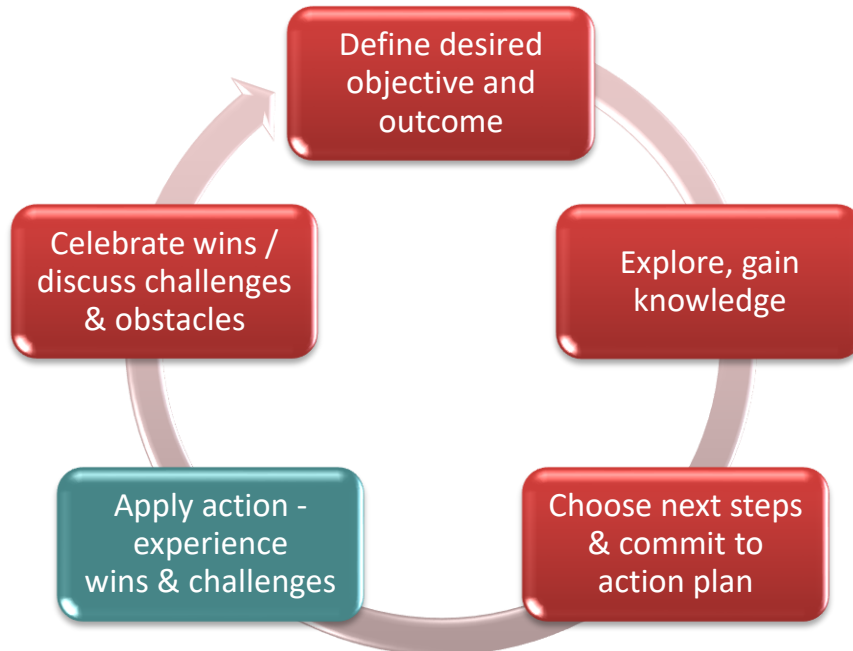 Define desired
objective and
outcome
Explore, gain
knowledge
Choose next steps
& commit to
action plan
Apply action -
experience
wins & challenges
Celebrate wins /
discuss challenges
& obstacles